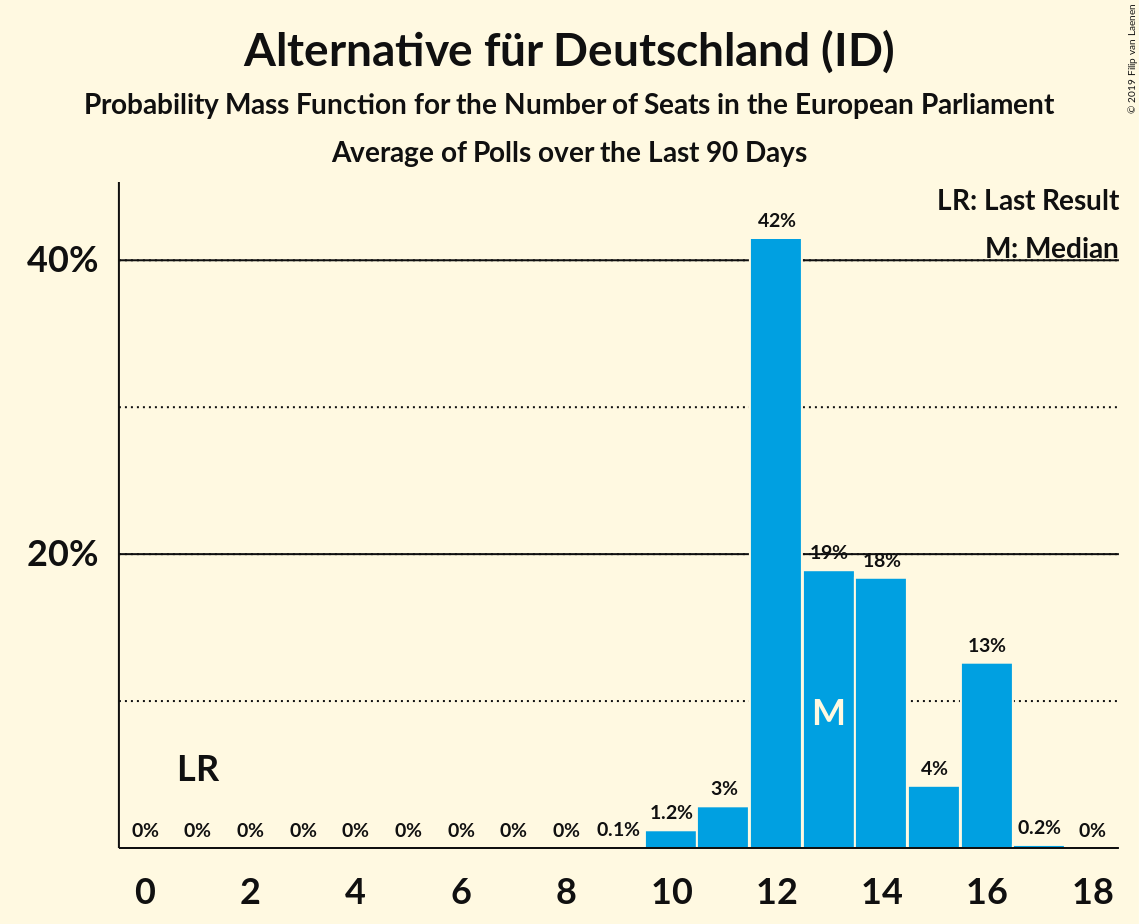 Alternative für Deutschland (ID)
Probability Mass Function for the Number of Seats in the European Parliament
Average of Polls over the Last 90 Days
© 2019 Filip van Laenen
LR: Last Result
M: Median
40%
20%
42%
19%
18%
13%
M
LR
4%
3%
1.2%
0% 0% 0% 0% 0% 0% 0% 0% 0% 0.1% 0.2% 0%
0 2 4 6 8 10 12 14 16 18